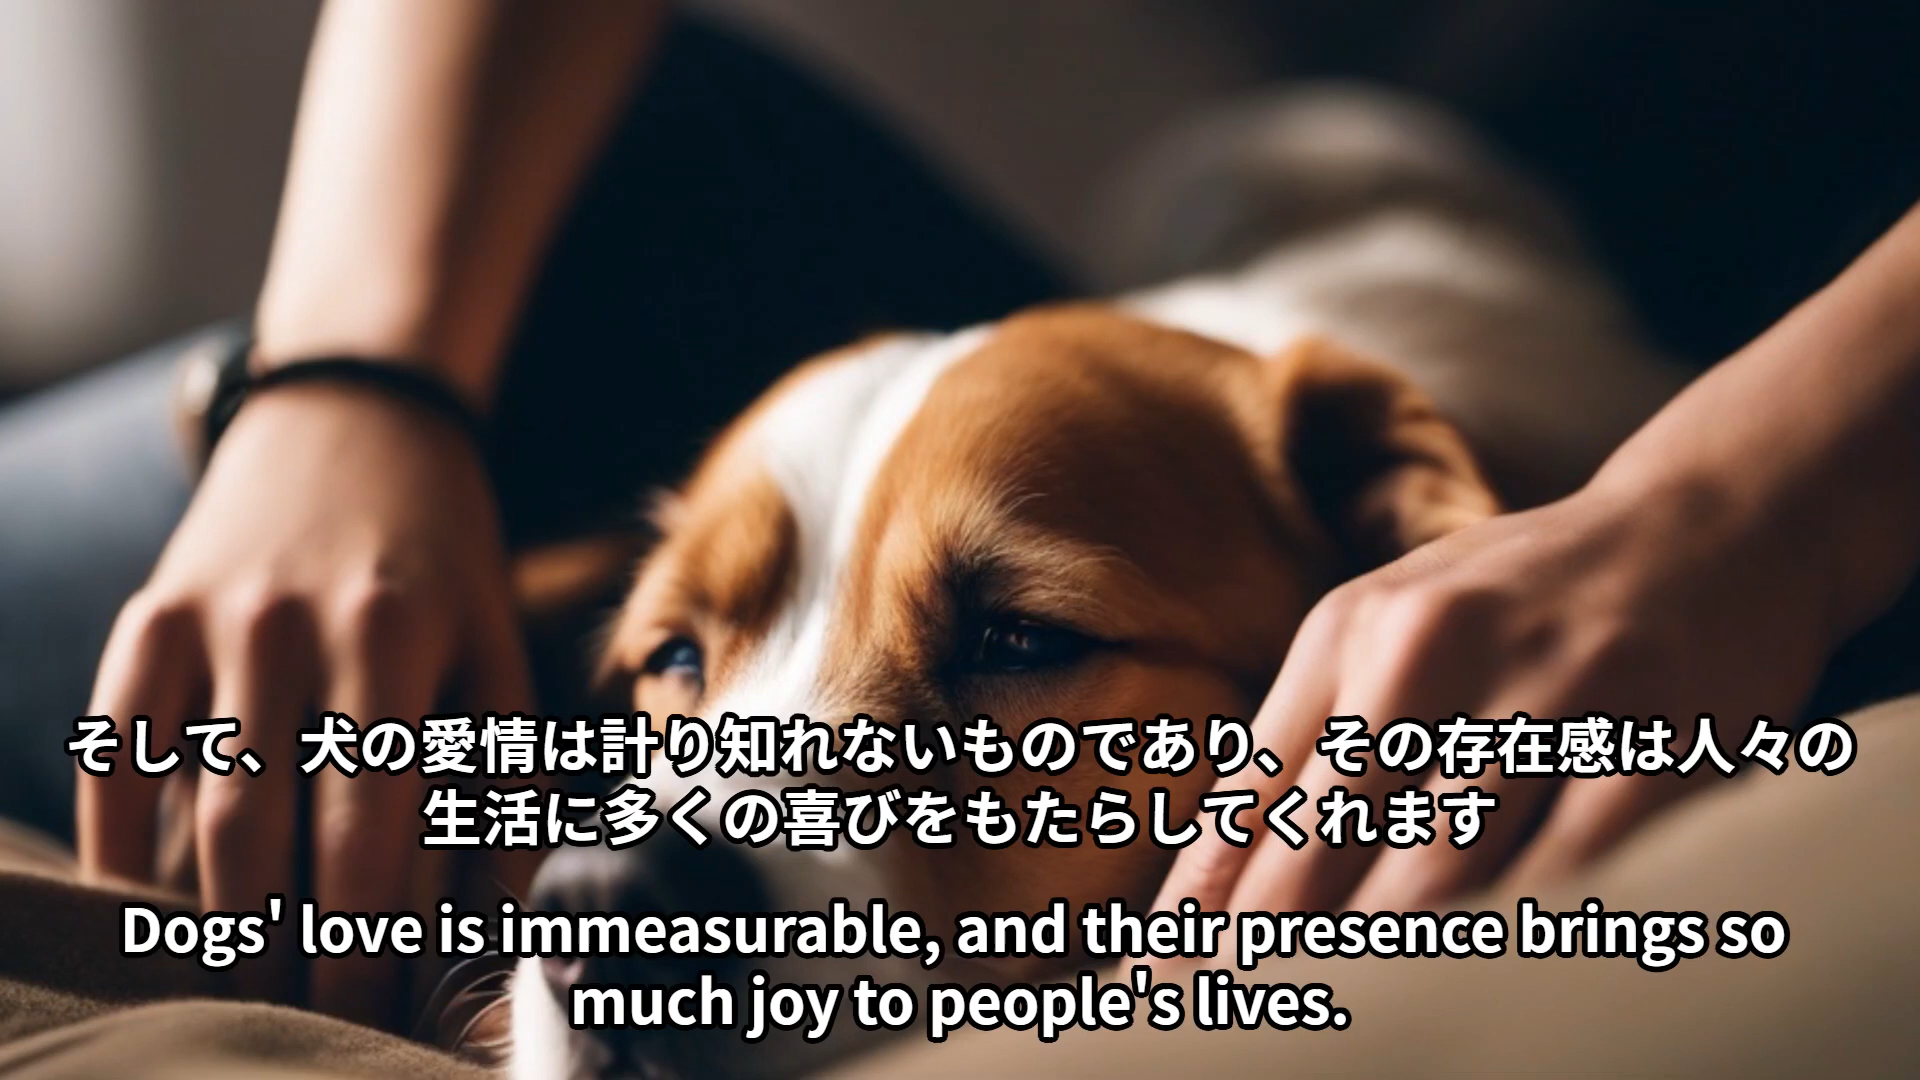 そして、犬の愛情は計り知れないものであり、その存在感は人々の
生活に多くの喜びをもたらしてくれます
Dogs' love is immeasurable, and their presence brings so
much joy to people's lives.